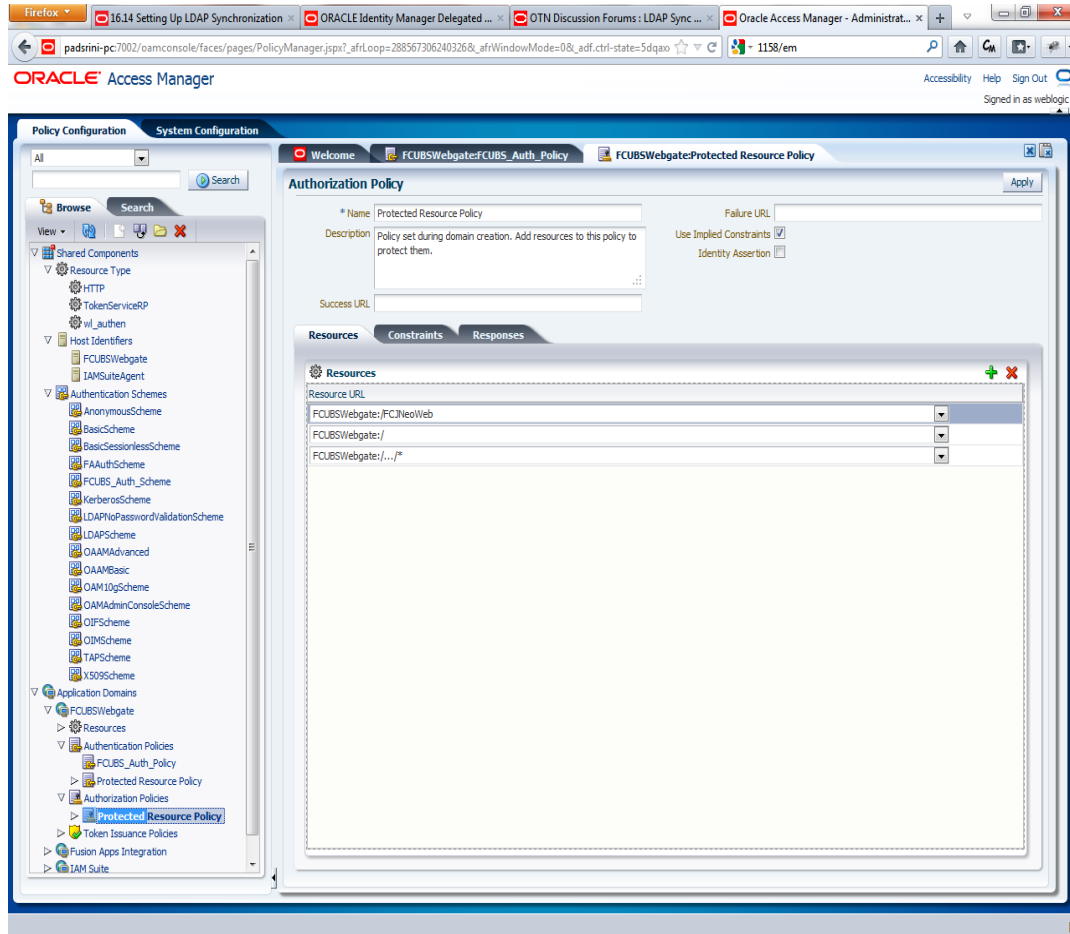 Firefox
16.14 Setting Up LDAP Synchronization
ORACLE Identity Manager Delegated ...
OTN Discussion Forums : LDAP Sync ...
Oracle Access Manager - Administrat...
padsrini-pc:7002/oamconsole/faces/pages/PolicyManager.jspx?_afrLoop=288567306240326&_afrWindowMode=0&_adf.ctrl-state=5dqax
1158/em
ORACLE Access Manager
Accessibility Help Sign Out
Signed in as weblogic
Policy Configuration
System Configuration
All
Search
Browse
Search
View
Shared Components
Resource Type
HTTP
TokenServiceRP
wl_authen
Host Identifiers
FCUBSWebgate
IAMSuiteAgent
Authentication Schemes
AnonymousScheme
BasicScheme
BasicSessionlessScheme
FAAuthScheme
FCUBS_Auth_Scheme
KerberosScheme
LDAPNoPasswordValidationScheme
LDAPScheme
OAAMAdvanced
OAAMBasic
OAM10gScheme
OAMAdminConsoleScheme
OIFScheme
OIMScheme
TAPScheme
X509Scheme
Application Domains
FCUBSWebgate
Resources
Authentication Policies
FCUBS_Auth_Policy
Protected Resource Policy
Authorization Policies
Protected Resource Policy
Token Issuance Policies
Fusion Apps Integration
IAM Suite
Welcome
FCUBSWebgate:FCUBS_Auth_Policy
FCUBSWebgate:Protected Resource Policy
Authorization Policy
Apply
* Name Protected Resource Policy
Description Policy set during domain creation. Add resources to this policy to
protect them.
Success URL
Failure URL
Use Implied Constraints
Identity Assertion
Resources
Constraints
Responses
Resources
Resource URL
FCUBSWebgate:/FCJNeoWeb
FCUBSWebgate:/
FCUBSWebgate:/.../*